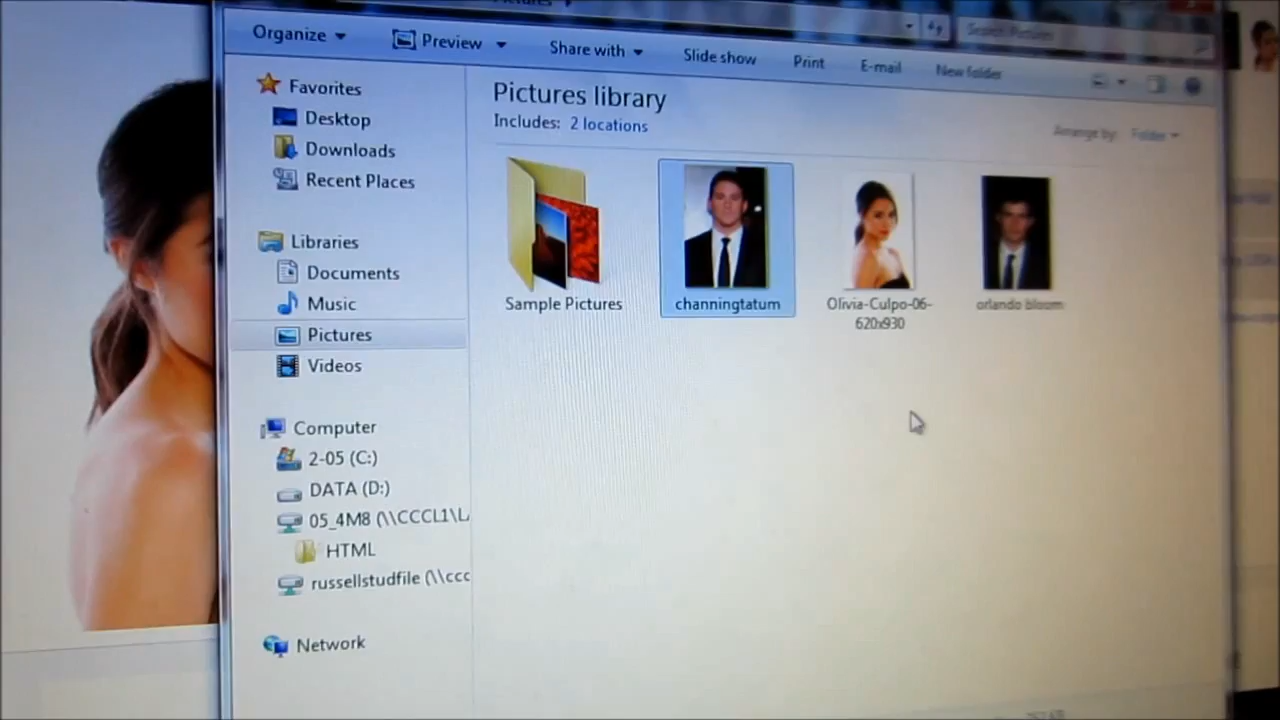 Organize
Preview
Share with
Slide show
Print
E-mail
New folder
Search Pictures
Favorites
Desktop
Downloads
Recent Places
Libraries
Documents
Music
Pictures
Videos
Computer
2-05 (C:)
DATA (D:)
05_4M8 (\\CCCL1\L
HTML
russellstudfile (\\ccc
Network
Pictures library
Includes: 2 locations
Arrange by: Folder
Sample Pictures
channingtatum
Olivia-Culpo-06-
620x930
orlando bloom